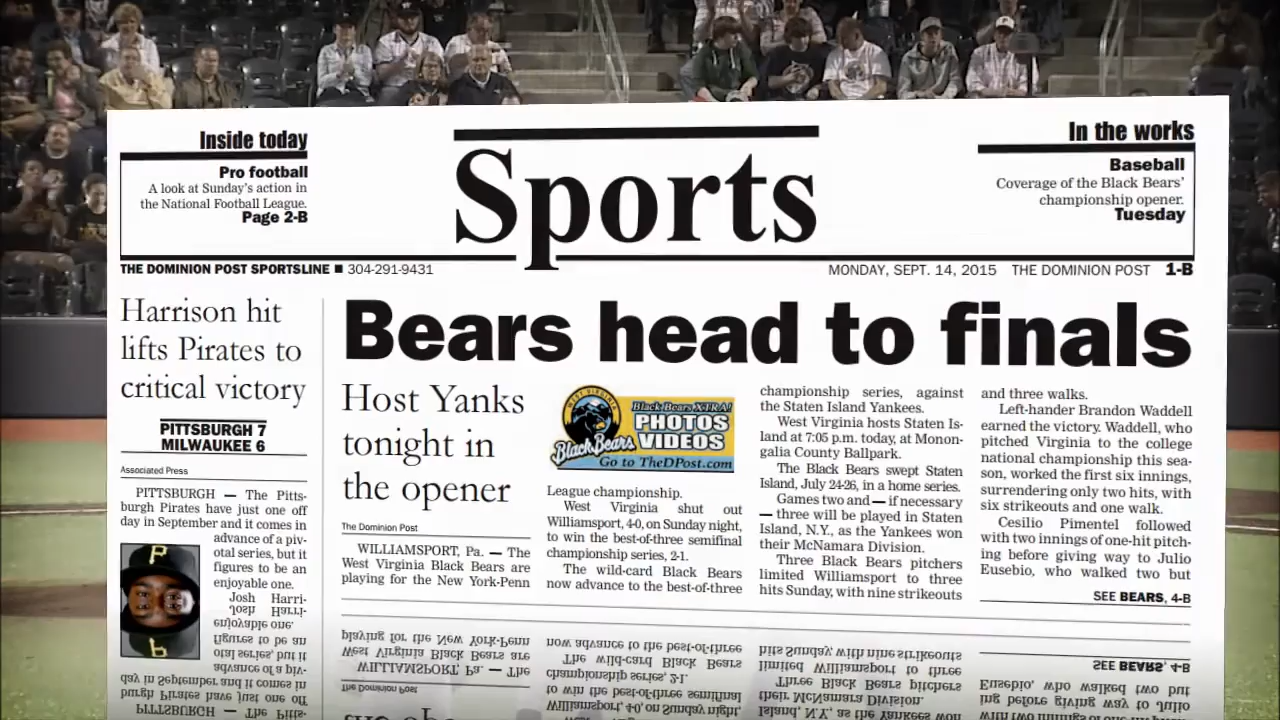 Inside today
Pro football
A look at Sunday's action in
the National Football League.
Page 2-B
Sports
In the works
Baseball
Coverage of the Black Bears'
championship opener.
Tuesday
THE DOMINION POST SPORTSLINE ■ 304-291-9431
MONDAY, SEPT. 14, 2015 THE DOMINION POST 1-B
Harrison hit
lifts Pirates to
critical victory
PITTSBURGH 7
MILWAUKEE 6
Associated Press
PITTSBURGH — The Pitts-
burgh Pirates have just one off
day in September and it comes in
advance of a piv-
otal series, but it
figures to be an
enjoyable one.
Josh Harri-
Bears head to finals
Host Yanks
tonight in
the opener
The Dominion Post
WILLIAMSPORT, Pa. — The
West Virginia Black Bears are
playing for the New York-Penn
WEST VIRGINIA
Black Bears
Black Bears XTRA!
PHOTOS
VIDEOS
Go to TheDPost.com
League championship.
West Virginia shut out
Williamsport, 4-0, on Sunday night,
to win the best-of-three semifinal
championship series, 2-1.
The wild-card Black Bears
now advance to the best-of-three
championship series, against
the Staten Island Yankees.
West Virginia hosts Staten Is-
land at 7:05 p.m. today, at Monon-
galia County Ballpark.
The Black Bears swept Staten
Island, July 24-26, in a home series.
Games two and — if necessary
— three will be played in Staten
Island, N.Y., as the Yankees won
their McNamara Division.
Three Black Bears pitchers
limited Williamsport to three
hits Sunday, with nine strikeouts
and three walks.
Left-hander Brandon Waddell
earned the victory. Waddell, who
pitched Virginia to the college
national championship this sea-
son, worked the first six innings,
surrendering only two hits, with
six strikeouts and one walk.
Cesilio Pimentel followed
with two innings of one-hit pitch-
ing before giving way to Julio
Eusebio, who walked two but
SEE BEARS, 4-B